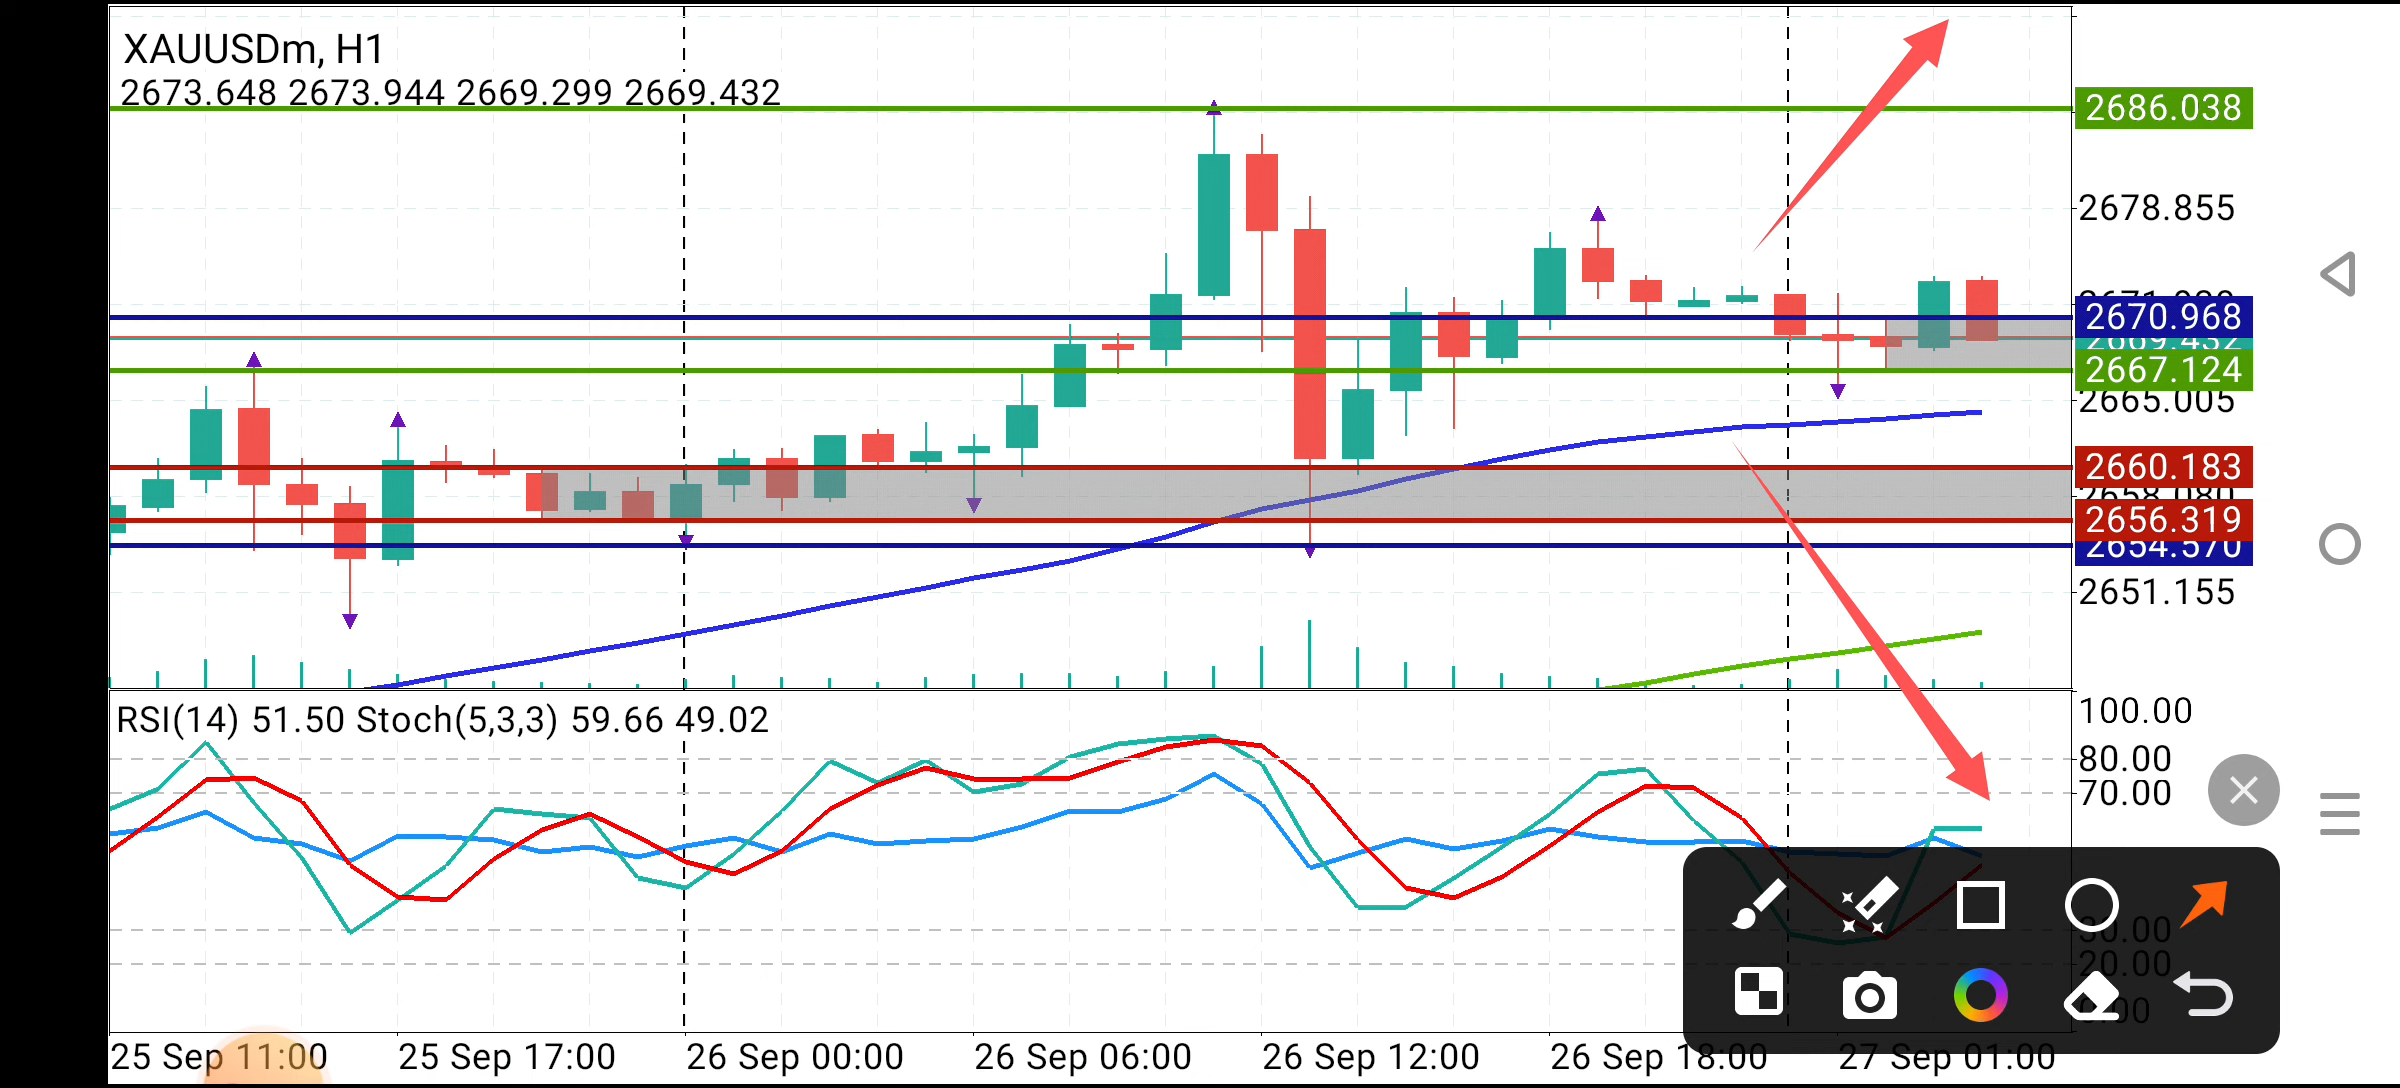 XAUUSDm, H1
2673.648 2673.944 2669.299 2669.432
2686.038
2678.855
2670.968
2669.432
2667.124
2665.005
2660.183
2658.080
2656.319
2654.570
2651.155
RSI(14) 51.50 Stoch(5,3,3) 59.66 49.02
100.00
80.00
70.00
30.00
20.00
0.00
25 Sep 11:00
25 Sep 17:00
26 Sep 00:00
26 Sep 06:00
26 Sep 12:00
26 Sep 18:00
27 Sep 01:00